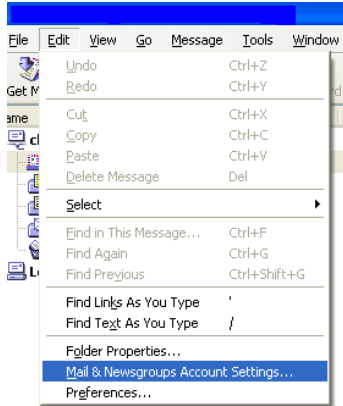 File Edit View Go Message Tools Window
Undo Ctrl+Z
Get M
Redo Ctrl+Y
Cut Ctrl+X
Copy Ctrl+C
Paste Ctrl+V
Delete Message Del
Select
Find in This Message... Ctrl+F
Find Again Ctrl+G
Find Previous Ctrl+Shift+G
Find Links As You Type '
Find Text As You Type /
Folder Properties...
Mail & Newsgroups Account Settings...
Preferences...